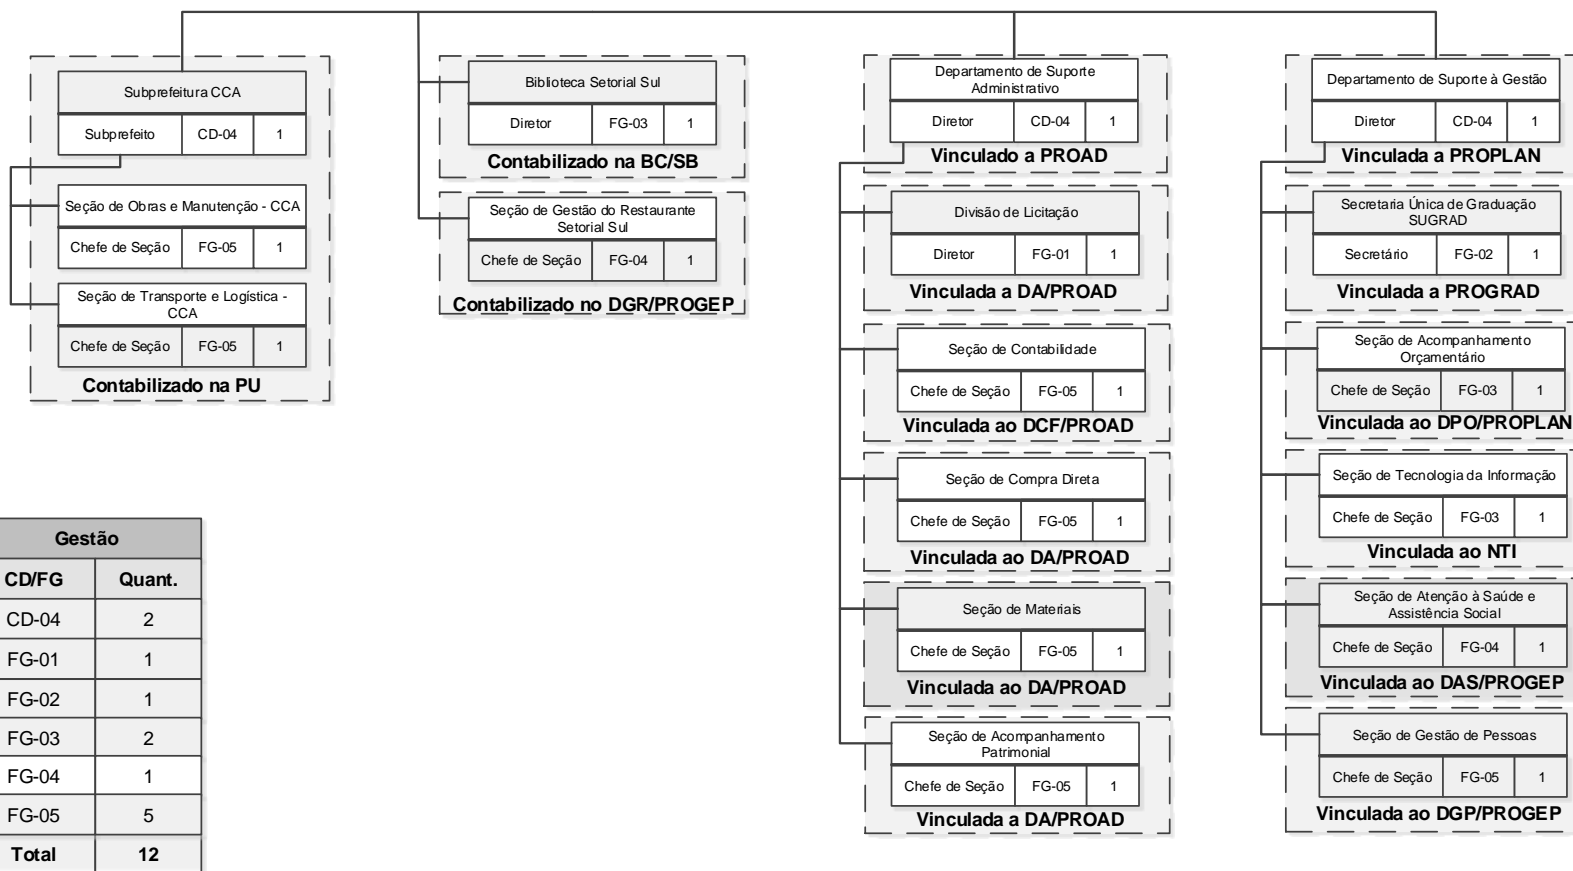 Subprefeitura CCA
Subprefeito CD-04 1
Seção de Obras e Manutenção - CCA
Chefe de Seção FG-05 1
Seção de Transporte e Logística -
CCA
Chefe de Seção FG-05 1
Contabilizado na PU
Biblioteca Setorial Sul
Diretor FG-03 1
Contabilizado na BC/SB
Seção de Gestão do Restaurante
Setorial Sul
Chefe de Seção FG-04 1
Contabilizado no DGR/PROGEP
Departamento de Suporte
Administrativo
Diretor CD-04 1
Vinculado a PROAD
Divisão de Licitação
Diretor FG-01 1
Vinculada a DA/PROAD
Seção de Contabilidade
Chefe de Seção FG-05 1
Vinculada ao DCF/PROAD
Seção de Compra Direta
Chefe de Seção FG-05 1
Vinculada ao DA/PROAD
Seção de Materiais
Chefe de Seção FG-05 1
Vinculada ao DA/PROAD
Seção de Acompanhamento
Patrimonial
Chefe de Seção FG-05 1
Vinculada a DA/PROAD
Departamento de Suporte à Gestão
Diretor CD-04 1
Vinculada a PROPLAN
Secretaria Única de Graduação
SUGRAD
Secretário FG-02 1
Vinculada a PROGRAD
Seção de Acompanhamento
Orçamentário
Chefe de Seção FG-03 1
Vinculada ao DPO/PROPLAN
Seção de Tecnologia da Informação
Chefe de Seção FG-03 1
Vinculada ao NTI
Seção de Atenção à Saúde e
Assistência Social
Chefe de Seção FG-04 1
Vinculada ao DAS/PROGEP
Seção de Gestão de Pessoas
Chefe de Seção FG-05 1
Vinculada ao DGP/PROGEP
Gestão
CD/FG Quant.
CD-04 2
FG-01 1
FG-02 1
FG-03 2
FG-04 1
FG-05 5
Total 12